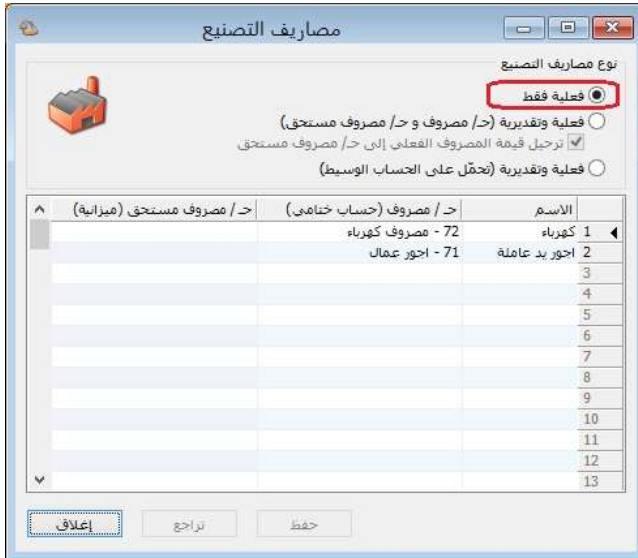 مصاريف التصنيع
نوع مصاريف التصنيع
فعلية فقط
فعلية وتقديرية (حـ/ مصروف و حـ/ مصروف مستحق)
ترحيل قيمة المصروف الفعلي إلى حـ/ مصروف مستحق
فعلية وتقديرية (تحمّل على الحساب الوسيط)
الاسم حـ / مصروف (حساب ختامي) حـ / مصروف مستحق (ميزانية)
1 كهرباء 72 - مصروف كهرباء
2 اجور يد عاملة 71 - اجور عمال
3
4
5
6
7
8
9
10
11
12
13
حفظ تراجع إغلاق